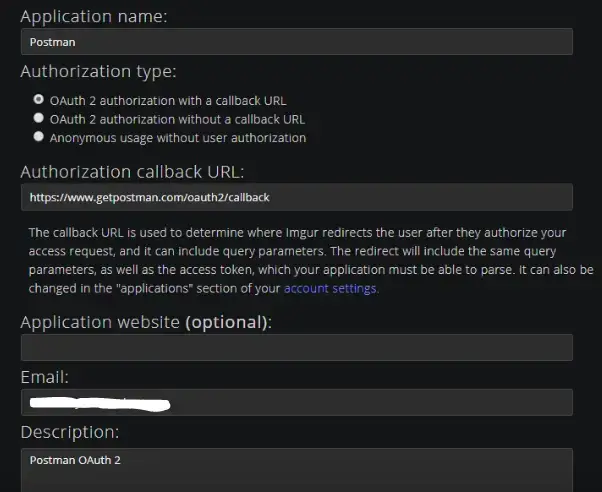 Application name:
Postman
Authorization type:
OAuth 2 authorization with a callback URL
OAuth 2 authorization without a callback URL
Anonymous usage without user authorization
Authorization callback URL:
https://www.getpostman.com/oauth2/callback
The callback URL is used to determine where Imgur redirects the user after they authorize your
access request, and it can include query parameters. The redirect will include the same query
parameters, as well as the access token, which your application must be able to parse. It can also be
changed in the "applications" section of your account settings.
Application website (optional):
Email:
Description:
Postman OAuth 2